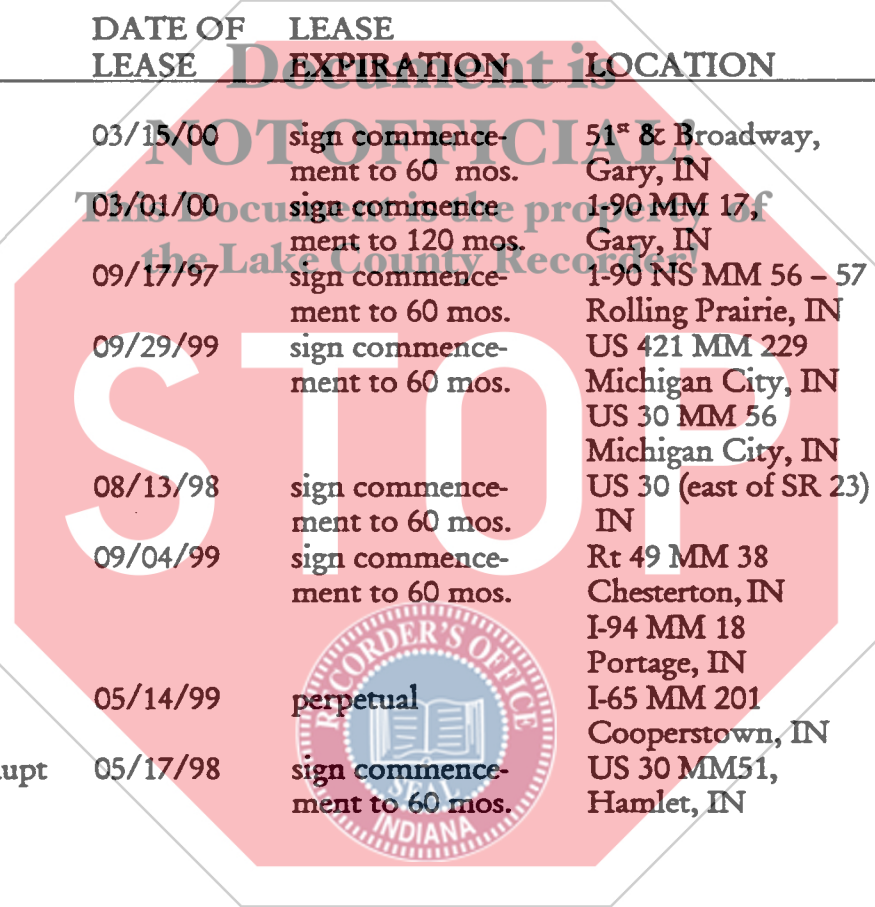 DATE OF LEASE
LEASE EXPIRATION LOCATION
03/15/00 sign commence- 51st & Broadway,
ment to 60 mos. Gary, IN
03/01/00 sign commence 1-90 MM 17,
ment to 120 mos. Gary, IN
09/17/97 sign commence- 1-90 NS MM 56 – 57
ment to 60 mos. Rolling Prairie, IN
09/29/99 sign commence- US 421 MM 229
ment to 60 mos. Michigan City, IN
US 30 MM 56
Michigan City, IN
08/13/98 sign commence- US 30 (east of SR 23)
ment to 60 mos. IN
09/04/99 sign commence- Rt 49 MM 38
ment to 60 mos. Chesterton, IN
I-94 MM 18
Portage, IN
05/14/99 perpetual I-65 MM 201
Cooperstown, IN
upt 05/17/98 sign commence- US 30 MM51,
ment to 60 mos. Hamlet, IN
Document is
NOT OFFICIAL!
This Document is the property of
the Lake County Recorder!
STOP
RECORDER'S OFFICE
SEAL
INDIANA